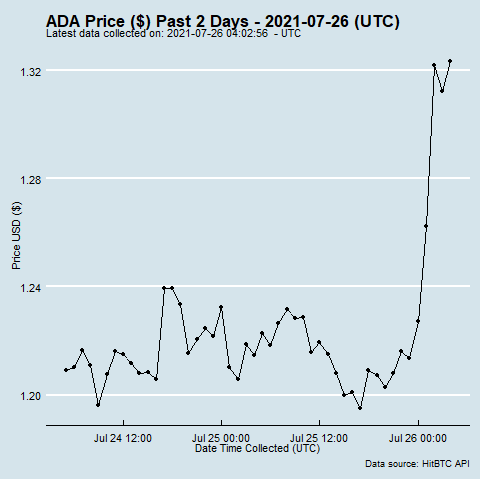 ADA Price ($) Past 2 Days - 2021-07-26 (UTC)
Latest data collected on: 2021-07-26 04:02:56  - UTC
1.32
1.28
1.24
1.20
Price USD ($)
Jul 24 12:00 Jul 25 00:00 Jul 25 12:00 Jul 26 00:00
Date Time Collected (UTC)
Data source: HitBTC API